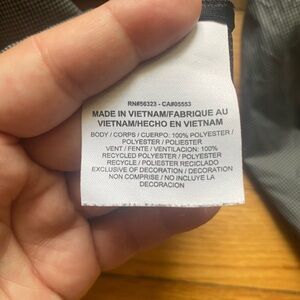 RN#56323 - CA#05553
MADE IN VIETNAM/FABRIQUE AU
VIETNAM/HECHO EN VIETNAM
BODY / CORPS / CUERPO: 100% POLYESTER /
POLYESTER / POLIESTER
VENT / FENTE / VENTILACION: 100%
RECYCLED POLYESTER / POLYESTER
RECYCLE / POLYESTER RECICLADO
EXCLUSIVE OF DECORATION / DECORATION
NON COMPRISE / NO INCLUYE LA
DECORACION